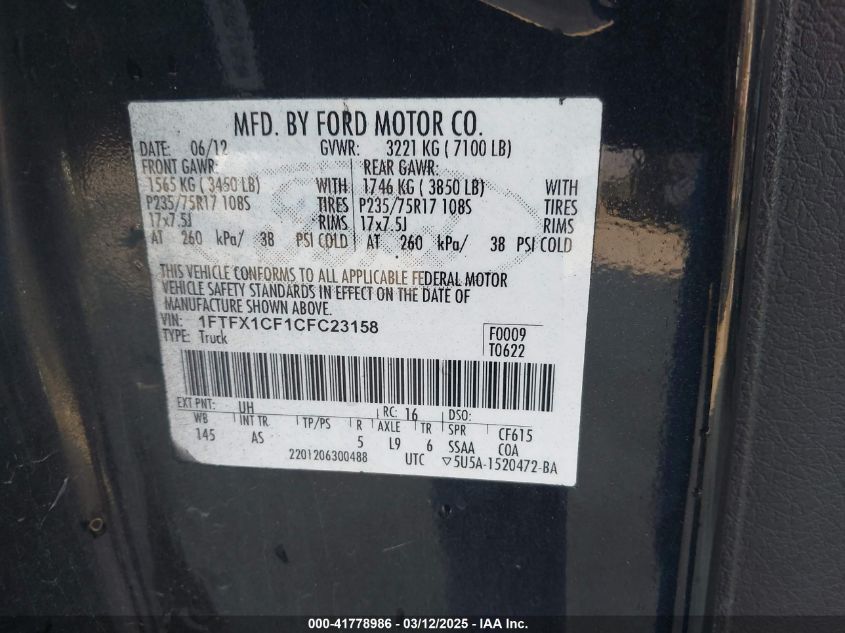 MFD. BY FORD MOTOR CO.
DATE: 06/12 GVWR: 3221 KG ( 7100 LB)
FRONT GAWR: REAR GAWR:
1565 KG ( 3450 LB) WITH 1746 KG ( 3850 LB) WITH
P235/75R17 108S TIRES P235/75R17 108S TIRES
17x7.5J RIMS 17x7.5J RIMS
AT 260 kPa/ 38 PSI COLD AT 260 kPa/ 38 PSI COLD
THIS VEHICLE CONFORMS TO ALL APPLICABLE FEDERAL MOTOR
VEHICLE SAFETY STANDARDS IN EFFECT ON THE DATE OF
MANUFACTURE SHOWN ABOVE.
VIN: 1FTFX1CF1CFC23158 F0009
TYPE: Truck T0622
EXT PNT: UH RC: 16 DSO:
WB INT TR TP/PS R AXLE TR SPR CF615
145 AS 5 L9 6 SSAA COA
2201206300488 UTC ▽5U5A-1520472-BA
000-41778986 - 03/12/2025 - IAA Inc.